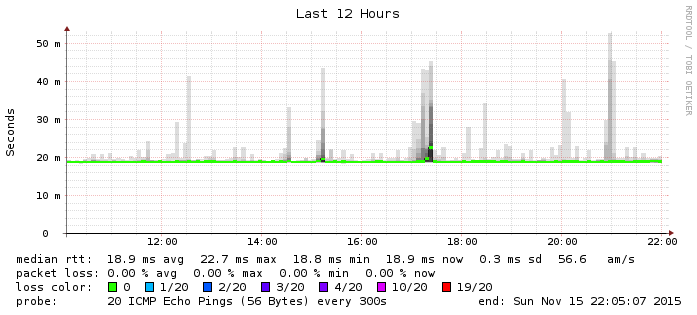 Last 12 Hours
RRDTOOL / TOBI OETIKER
Seconds
50 m
40 m
30 m
20 m
10 m
0
12:00 14:00 16:00 18:00 20:00 22:00
median rtt: 18.9 ms avg 22.7 ms max 18.8 ms min 18.9 ms now 0.3 ms sd 56.6 am/s
packet loss: 0.00 % avg 0.00 % max 0.00 % min 0.00 % now
loss color: 0 1/20 2/20 3/20 4/20 10/20 19/20
probe: 20 ICMP Echo Pings (56 Bytes) every 300s end: Sun Nov 15 22:05:07 2015